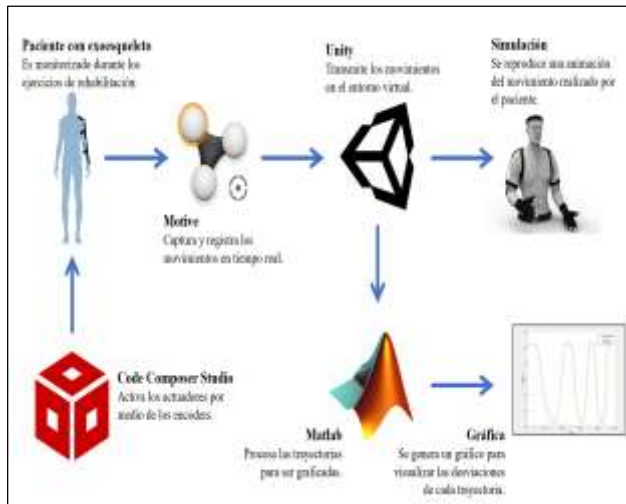 Paciente con exoesqueleto
Es monitorizado durante los
ejercicios de rehabilitación.
Unity
Transmite los movimientos
en el entorno virtual.
Simulación
Se reproduce una animación
del movimiento realizado por
el paciente.
Motive
Captura y registra los
movimientos en tiempo real.
Code Composer Studio
Activa los actuadores por
medio de los encoders.
Matlab
Procesa las trayectorias
para ser graficadas.
Gráfica
Se genera un gráfico para
visualizar las desviaciones
de cada trayectoria.